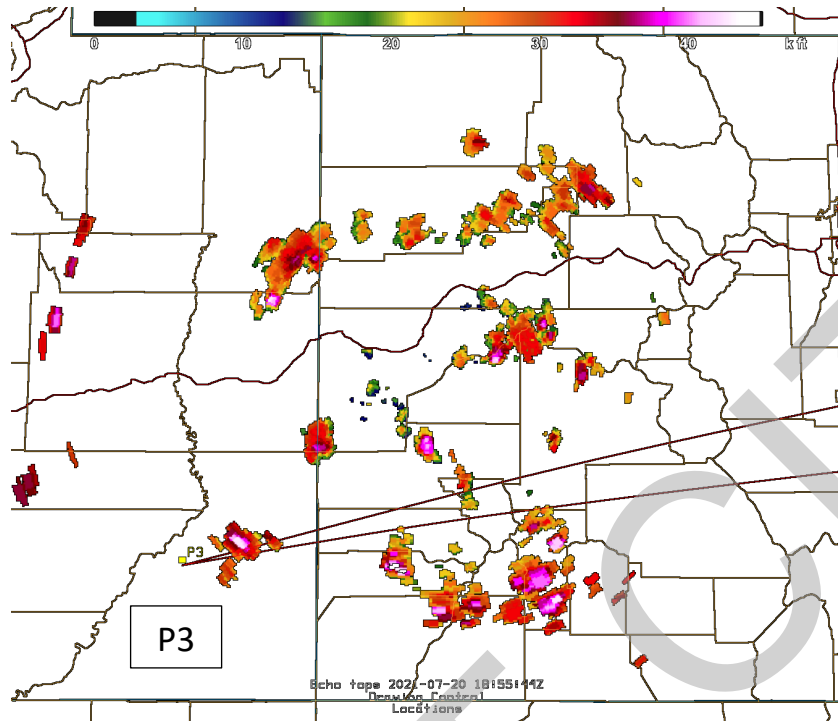 0 10 20 30 40 kft
P3
P3
Echo tops 2021-07-20 18:55:44Z
Drawing Control
Locations